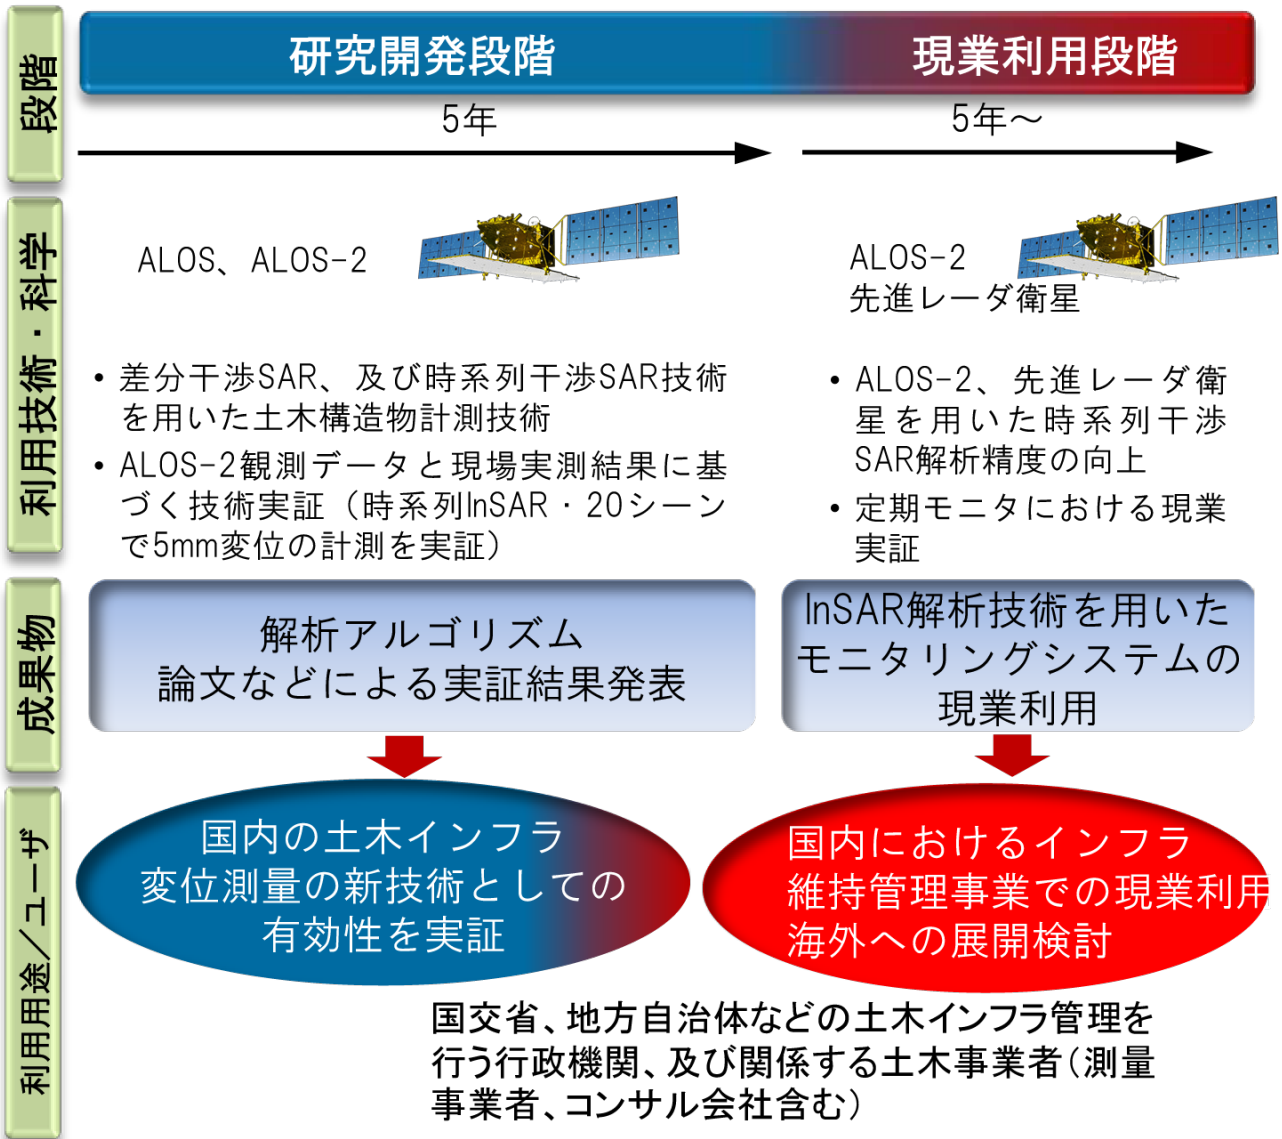 段階
研究開発段階
現業利用段階
5年
5年～
利用技術・科学
ALOS、ALOS-2
ALOS-2
先進レーダ衛星
• 差分干渉SAR、及び時系列干渉SAR技術
を用いた土木構造物計測技術
• ALOS-2観測データと現場実測結果に基
づく技術実証（時系列InSAR・20シーン
で5mm変位の計測を実証）
• ALOS-2、先進レーダ衛
星を用いた時系列干渉
SAR解析精度の向上
• 定期モニタにおける現業
実証
成果物
解析アルゴリズム
論文などによる実証結果発表
InSAR解析技術を用いた
モニタリングシステムの
現業利用
利用用途／ユーザ
国内の土木インフラ
変位測量の新技術としての
有効性を実証
国内におけるインフラ
維持管理事業での現業利用
海外への展開検討
国交省、地方自治体などの土木インフラ管理を
行う行政機関、及び関係する土木事業者（測量
事業者、コンサル会社含む）